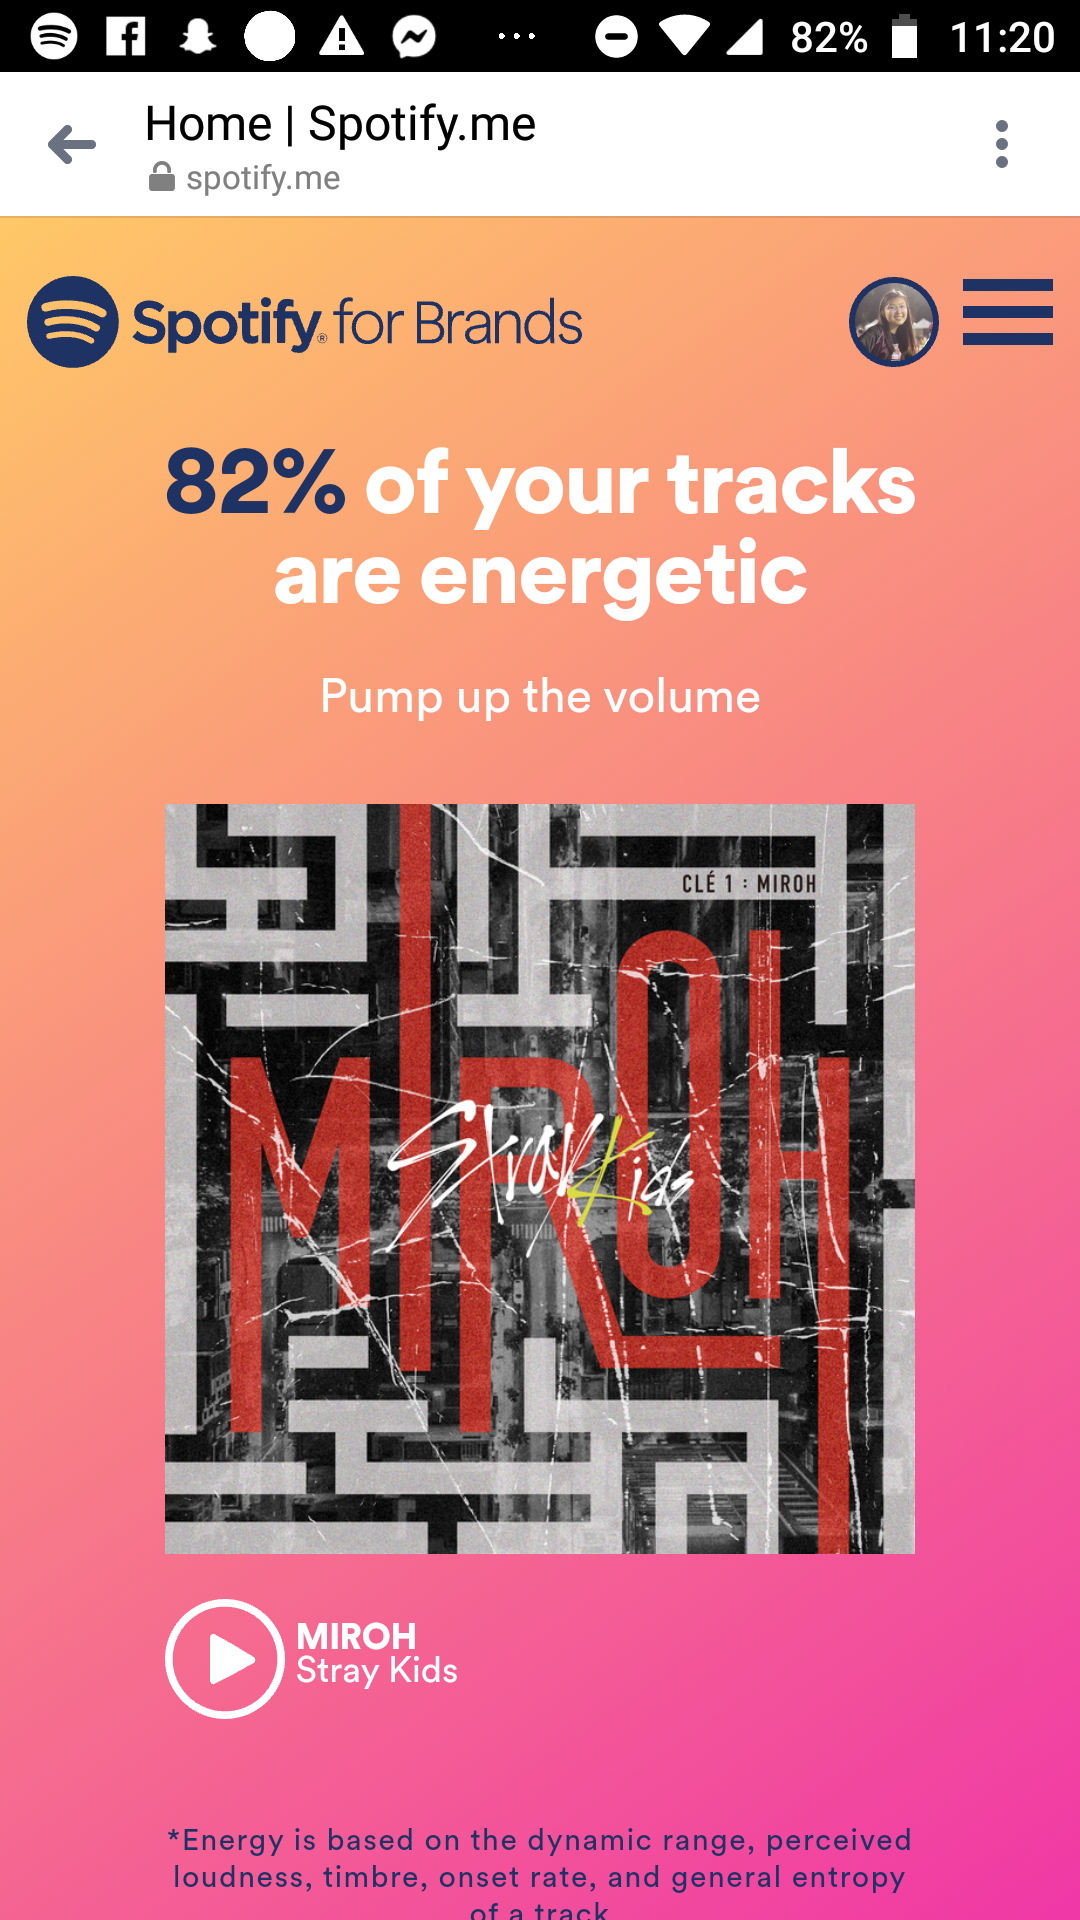 82% 11:20
Home | Spotify.me
spotify.me
Spotify® for Brands
82% of your tracks
are energetic
Pump up the volume
CLÉ 1 : MIROH
MIROH
Stray Kids
MIROH
Stray Kids
*Energy is based on the dynamic range, perceived
loudness, timbre, onset rate, and general entropy
of a track